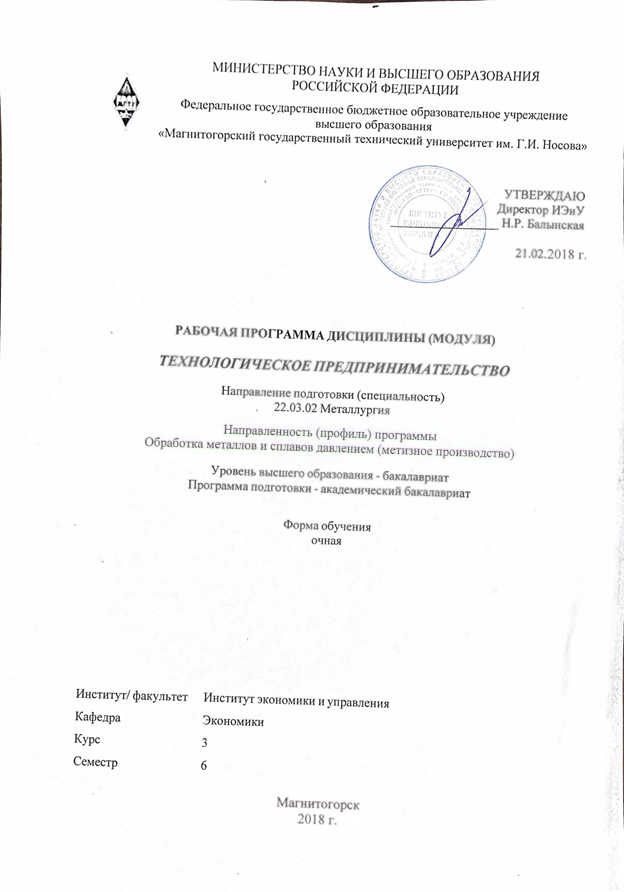 МИНИСТЕРСТВО НАУКИ И ВЫСШЕГО ОБРАЗОВАНИЯ
РОССИЙСКОЙ ФЕДЕРАЦИИ
Федеральное государственное бюджетное образовательное учреждение
высшего образования
«Магнитогорский государственный технический университет им. Г.И. Носова»
УТВЕРЖДАЮ
Директор ИЭиУ
Н.Р. Балынская
21.02.2018 г.
РАБОЧАЯ ПРОГРАММА ДИСЦИПЛИНЫ (МОДУЛЯ)
ТЕХНОЛОГИЧЕСКОЕ ПРЕДПРИНИМАТЕЛЬСТВО
Направление подготовки (специальность)
22.03.02 Металлургия
Направленность (профиль) программы
Обработка металлов и сплавов давлением (метизное производство)
Уровень высшего образования - бакалавриат
Программа подготовки - академический бакалавриат
Форма обучения
очная
Институт/ факультет Институт экономики и управления
Кафедра Экономики
Курс 3
Семестр 6
Магнитогорск
2018 г.